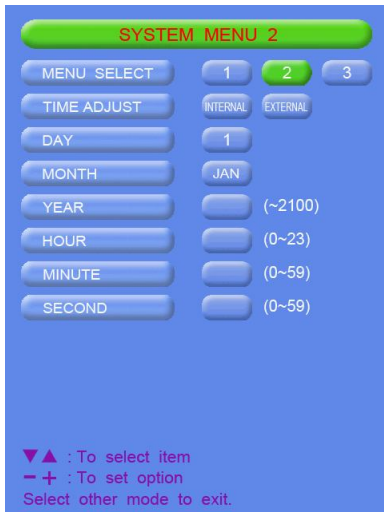 SYSTEM MENU 2
MENU SELECT 1 2 3
TIME ADJUST INTERNAL EXTERNAL
DAY 1
MONTH JAN
YEAR (~2100)
HOUR (0~23)
MINUTE (0~59)
SECOND (0~59)
▼▲ : To select item
− + : To set option
Select other mode to exit.